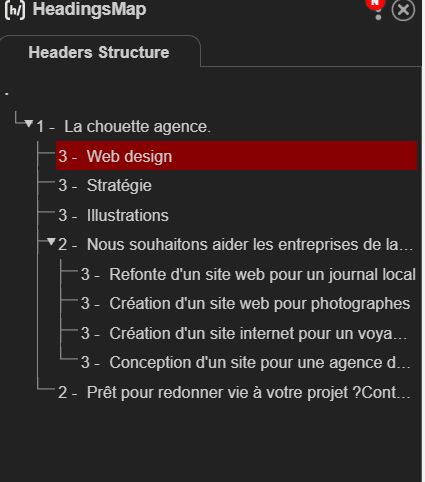 [h/] HeadingsMap
N
Headers Structure
.
1 - La chouette agence.
3 - Web design
3 - Stratégie
3 - Illustrations
2 - Nous souhaitons aider les entreprises de la...
3 - Refonte d'un site web pour un journal local
3 - Création d'un site web pour photographes
3 - Création d'un site internet pour un voya...
3 - Conception d'un site pour une agence d...
2 - Prêt pour redonner vie à votre projet ?Cont...